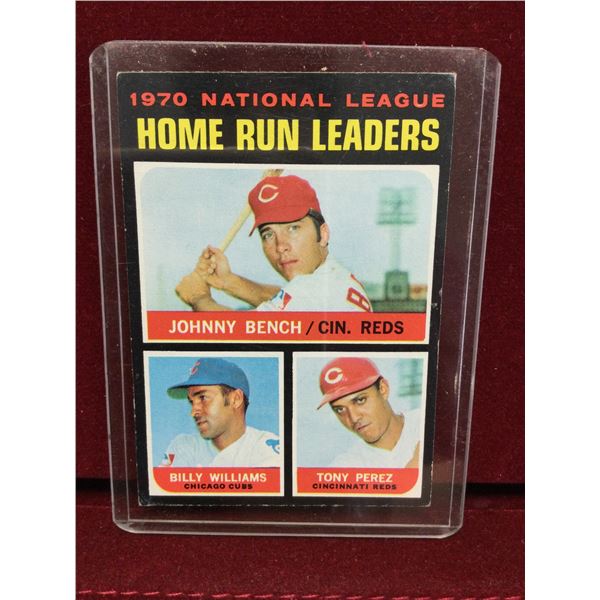 1970 NATIONAL LEAGUE
HOME RUN LEADERS
C
JOHNNY BENCH / CIN. REDS
C
BILLY WILLIAMS
CHICAGO CUBS
TONY PEREZ
CINCINNATI REDS